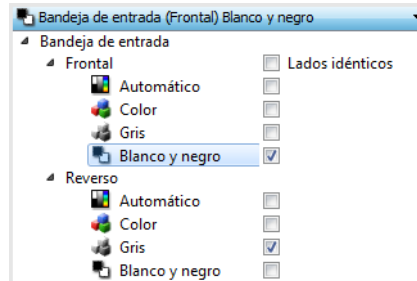 Bandeja de entrada (Frontal) Blanco y negro
Bandeja de entrada
Frontal Lados idénticos
Automático
Color
Gris
Blanco y negro
Reverso
Automático
Color
Gris
Blanco y negro